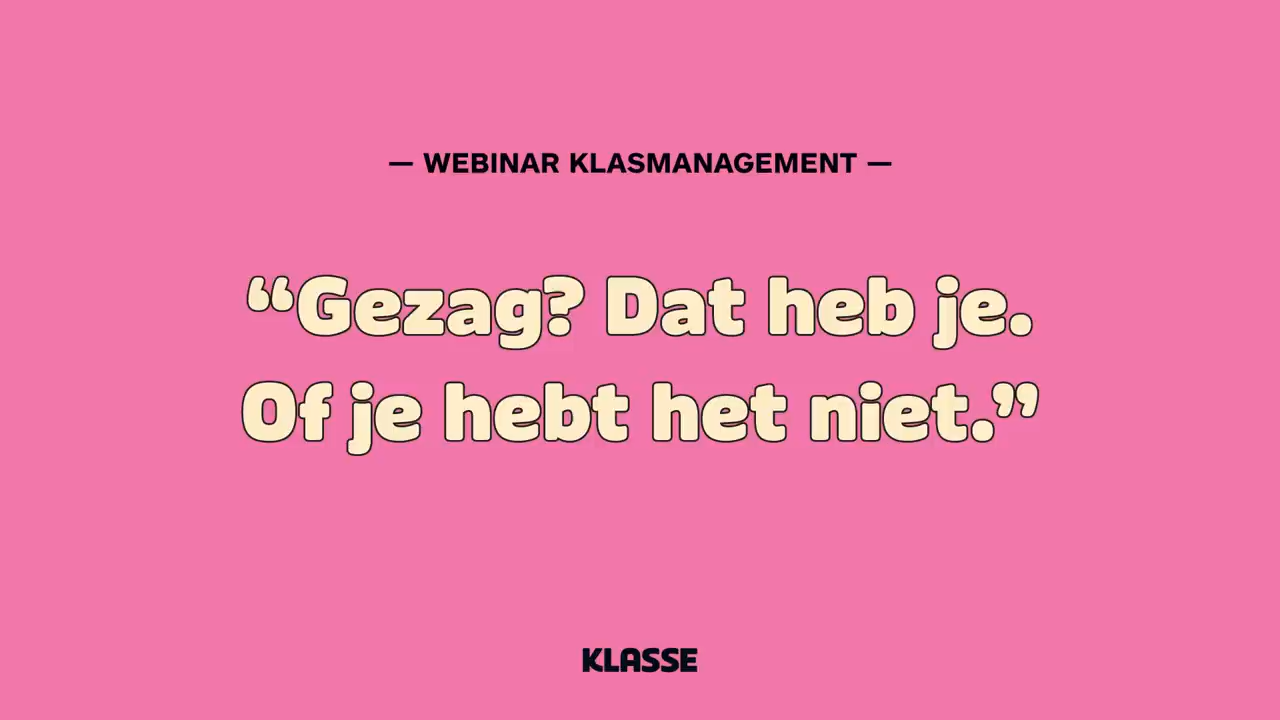 — WEBINAR KLASMANAGEMENT —
“Gezag? Dat heb je.
Of je hebt het niet.”
KLASSE